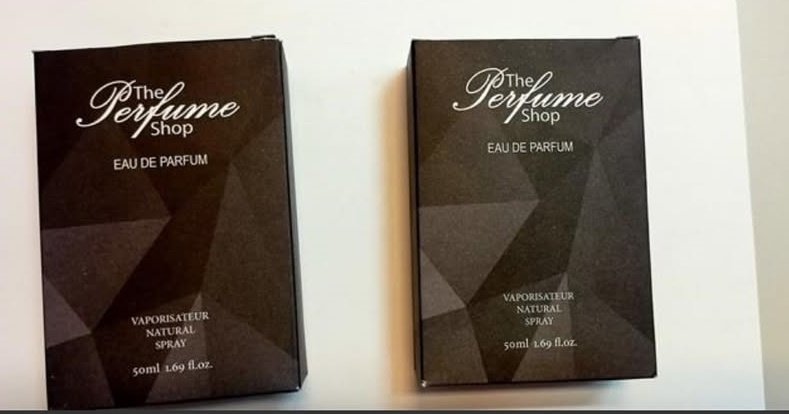 The
Perfume
Shop
EAU DE PARFUM
VAPORISATEUR
NATURAL
SPRAY
50ml 1.69 fl.oz.
The
Perfume
Shop
EAU DE PARFUM
VAPORISATEUR
NATURAL
SPRAY
50ml 1.69 fl.oz.